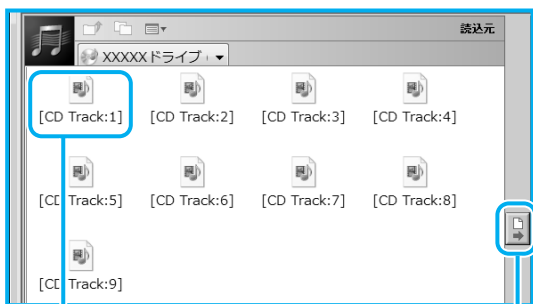 読込元
XXXXXドライブ
[CD Track:1] [CD Track:2] [CD Track:3] [CD Track:4]
[CD Track:5] [CD Track:6] [CD Track:7] [CD Track:8]
[CD Track:9]